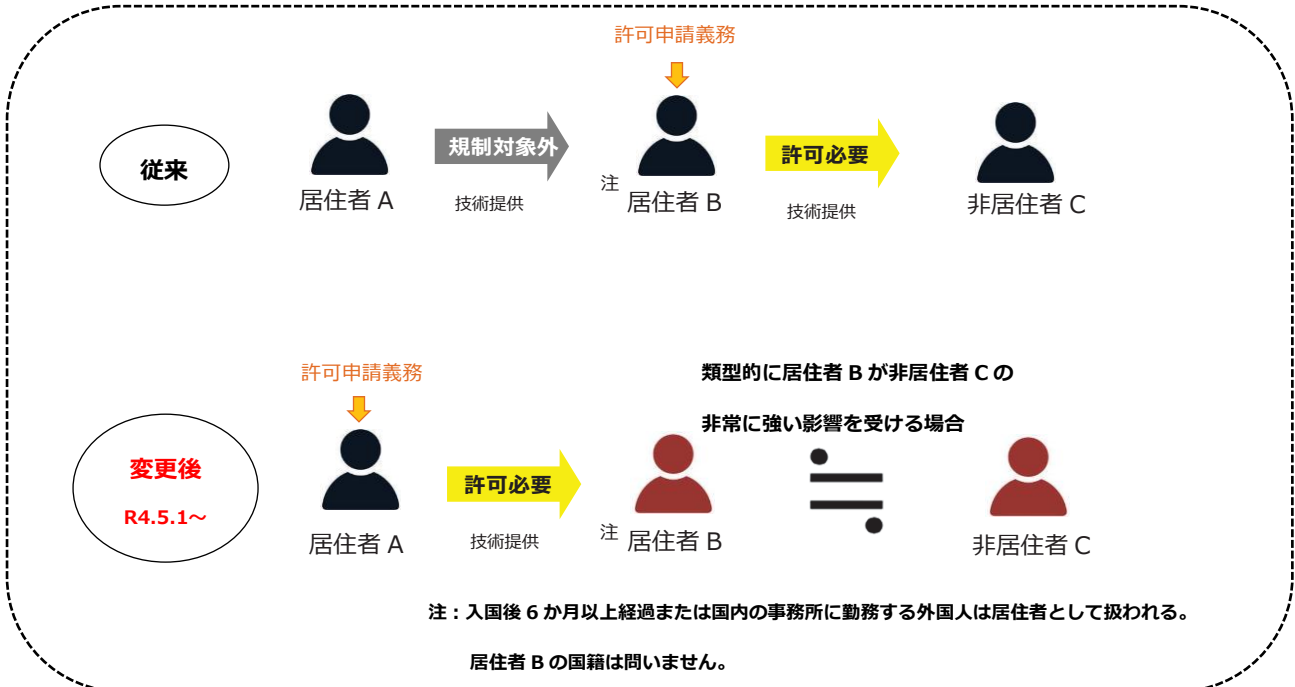 許可申請義務
従来
規制対象外
許可必要
居住者 A
技術提供
注 居住者 B
技術提供
非居住者 C
許可申請義務
類型的に居住者 B が非居住者 C の
非常に強い影響を受ける場合
変更後
R4.5.1～
許可必要
≒
居住者 A
技術提供
注 居住者 B
非居住者 C
注：入国後 6 か月以上経過または国内の事務所に勤務する外国人は居住者として扱われる。
居住者 B の国籍は問いません。